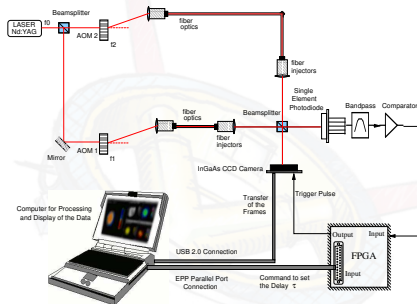 LASER
Nd:YAG
f0
Beamsplitter
AOM 2
f2
fiber
optics
fiber
injectors
Mirror
AOM 1
f1
fiber
optics
fiber
injectors
Beamsplitter
Single
Element
Photodiode
Bandpass
Comparator
InGaAs CCD Camera
Computer for Processing
and Display of the Data
Transfer
of the
Frames
Trigger Pulse
USB 2.0 Connection
EPP Parallel Port
Connection
Command to set
the Delay τ
Output
Input
FPGA
Input